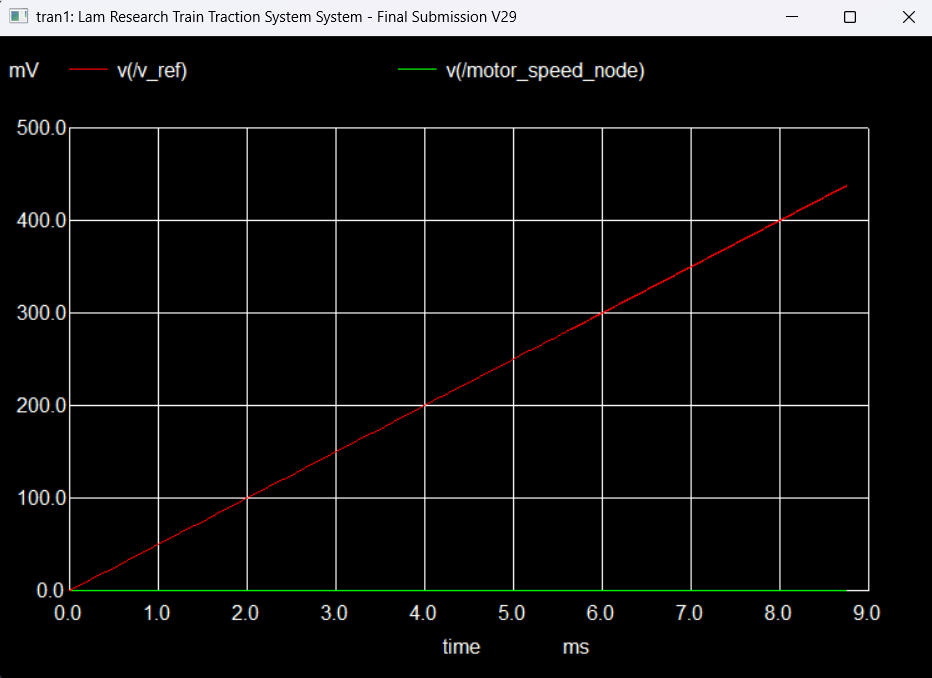 tran1: Lam Research Train Traction System System - Final Submission V29
mV v(/v_ref) v(/motor_speed_node)
500.0
400.0
300.0
200.0
100.0
0.0
0.0 1.0 2.0 3.0 4.0 5.0 6.0 7.0 8.0 9.0
time ms